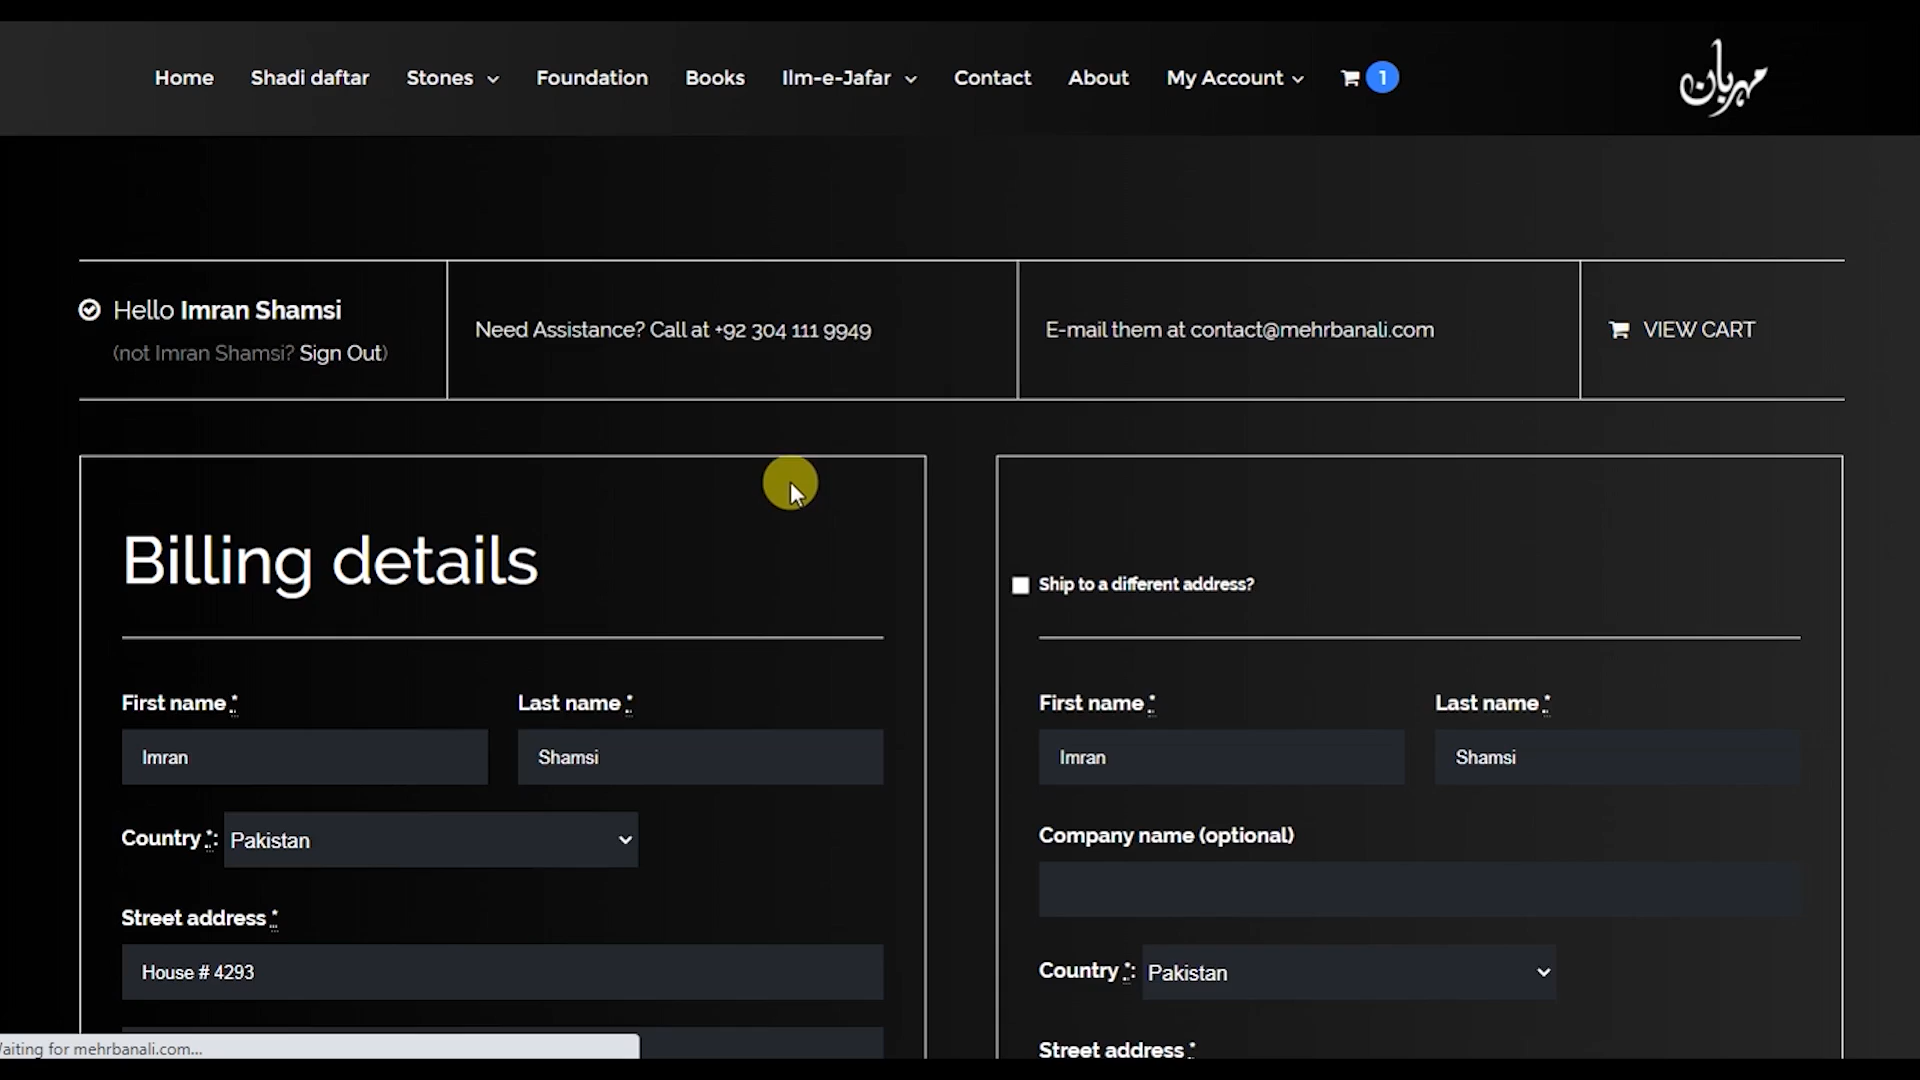 Home Shadi daftar Stones Foundation Books Ilm-e-Jafar Contact About My Account 1
مہربان
Hello Imran Shamsi
(not Imran Shamsi? Sign Out)
Need Assistance? Call at +92 304 111 9949
E-mail them at contact@mehrbanali.com
VIEW CART
Billing details
First name * Last name *
Imran Shamsi
Country *: Pakistan
Street address *
House # 4293
Ship to a different address?
First name * Last name *
Imran Shamsi
Company name (optional)
Country *: Pakistan
Street address *
aiting for mehrbanali.com...